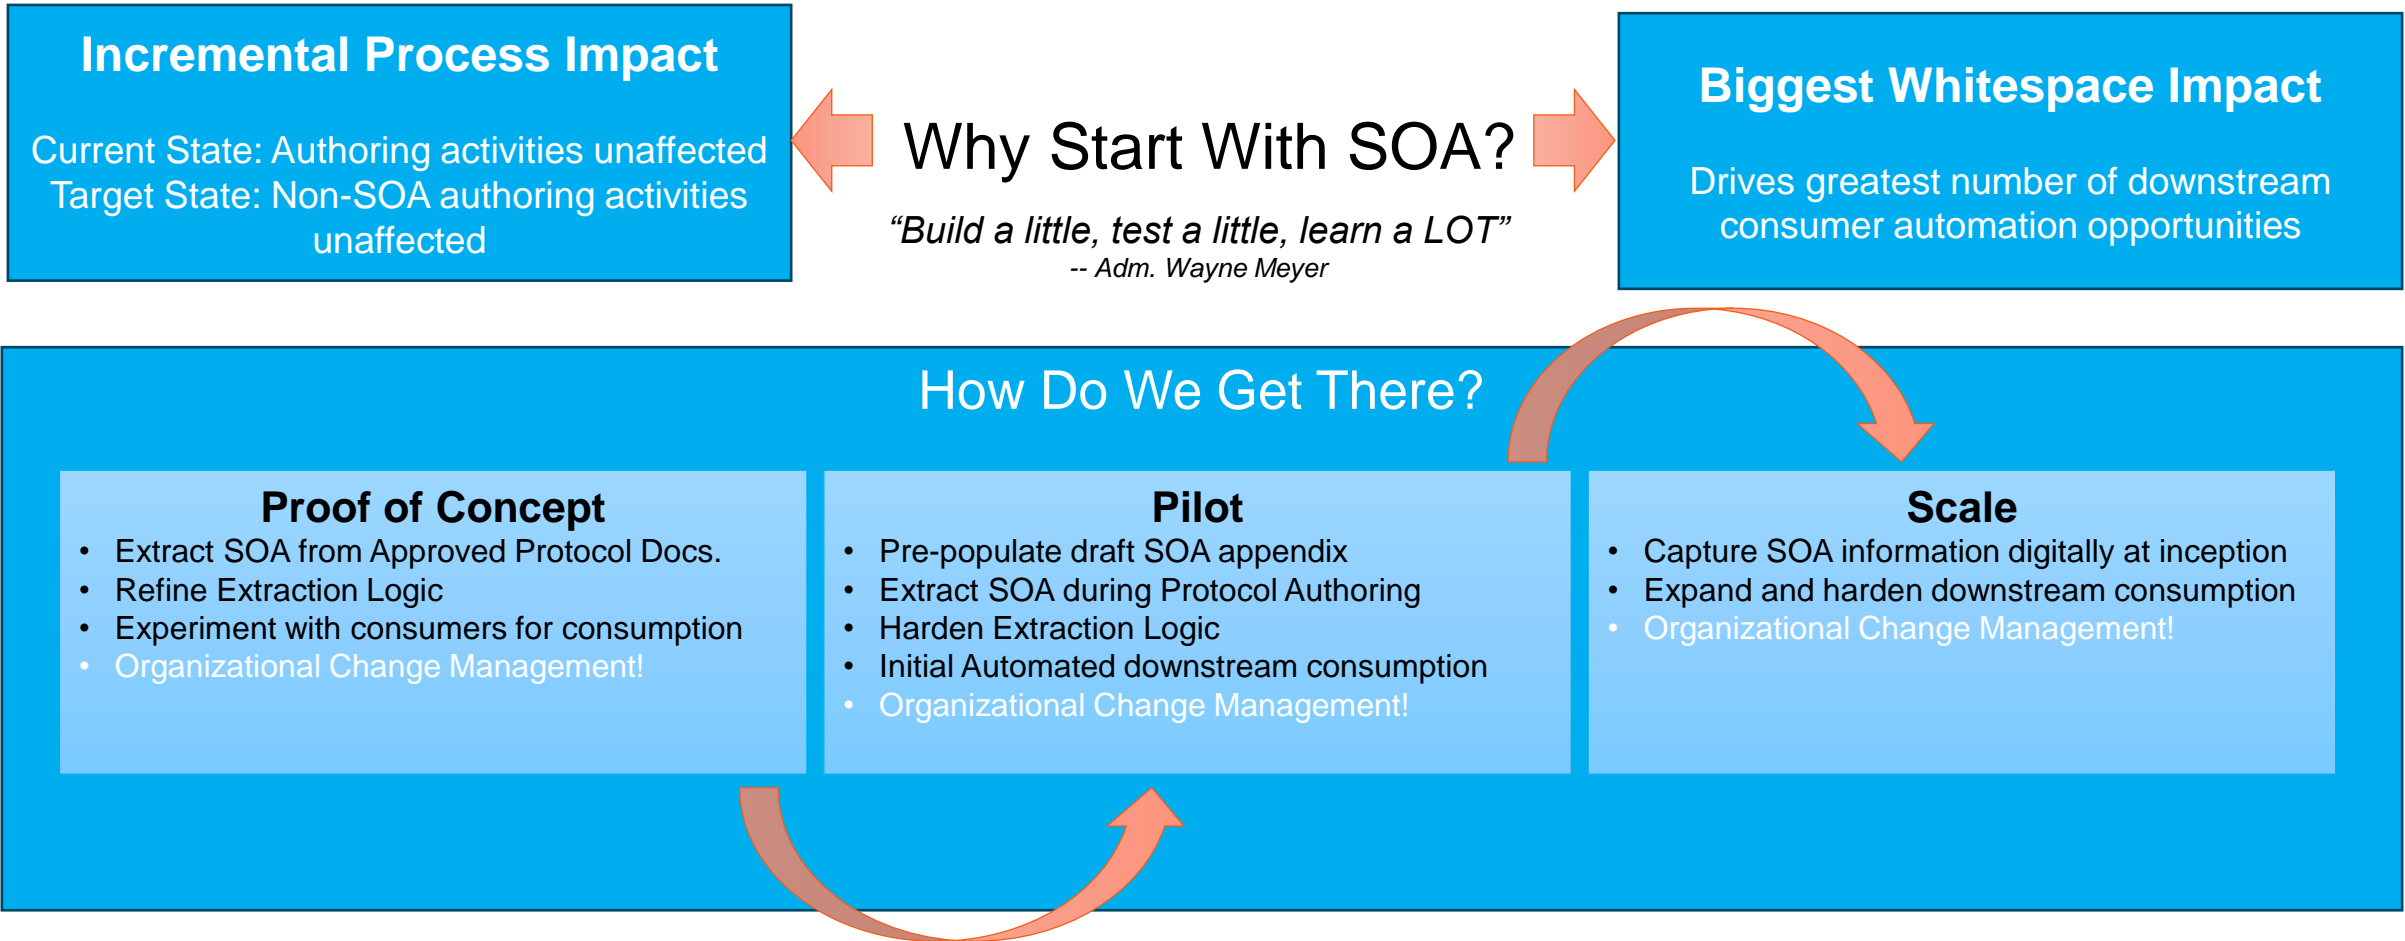 Incremental Process Impact
Current State: Authoring activities unaffected
Target State: Non-SOA authoring activities
unaffected
Why Start With SOA?
“Build a little, test a little, learn a LOT”
-- Adm. Wayne Meyer
Biggest Whitespace Impact
Drives greatest number of downstream
consumer automation opportunities
How Do We Get There?
Proof of Concept
• Extract SOA from Approved Protocol Docs.
• Refine Extraction Logic
• Experiment with consumers for consumption
• Organizational Change Management!
Pilot
• Pre-populate draft SOA appendix
• Extract SOA during Protocol Authoring
• Harden Extraction Logic
• Initial Automated downstream consumption
• Organizational Change Management!
Scale
• Capture SOA information digitally at inception
• Expand and harden downstream consumption
• Organizational Change Management!